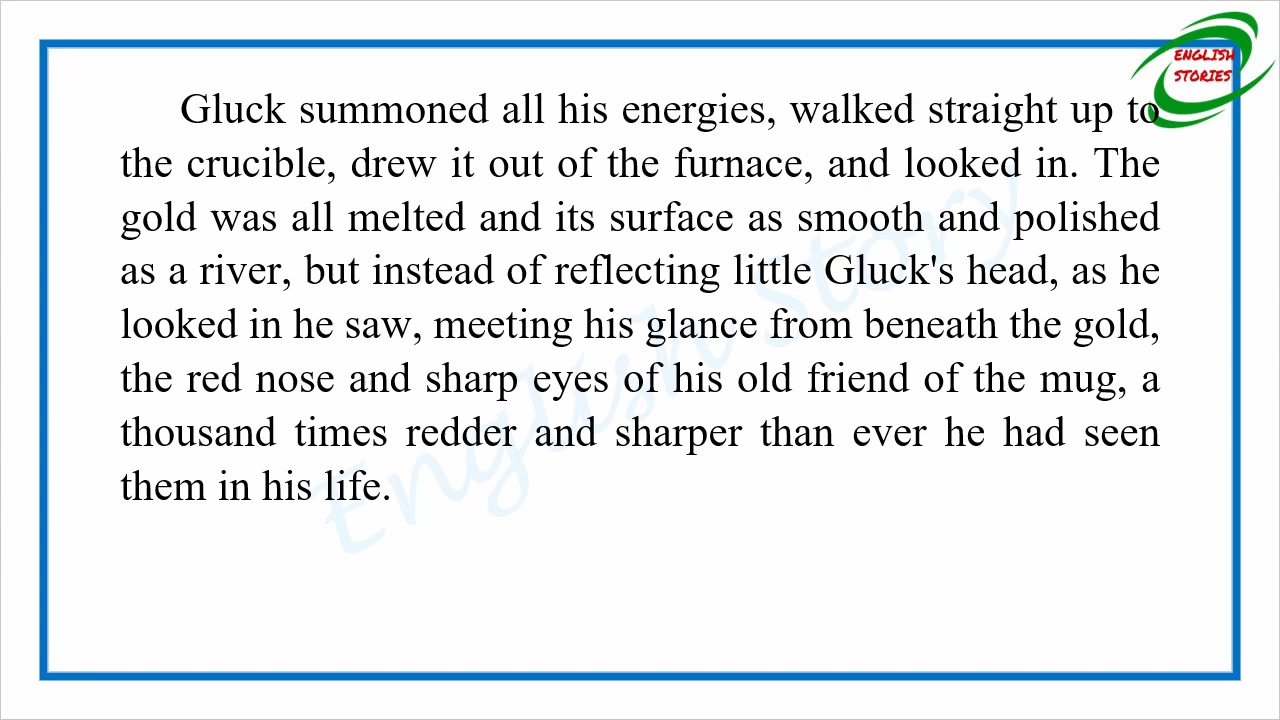 ENGLISH
STORIES
Gluck summoned all his energies, walked straight up to
the crucible, drew it out of the furnace, and looked in. The
gold was all melted and its surface as smooth and polished
as a river, but instead of reflecting little Gluck's head, as he
looked in he saw, meeting his glance from beneath the gold,
the red nose and sharp eyes of his old friend of the mug, a
thousand times redder and sharper than ever he had seen
them in his life.
English Story